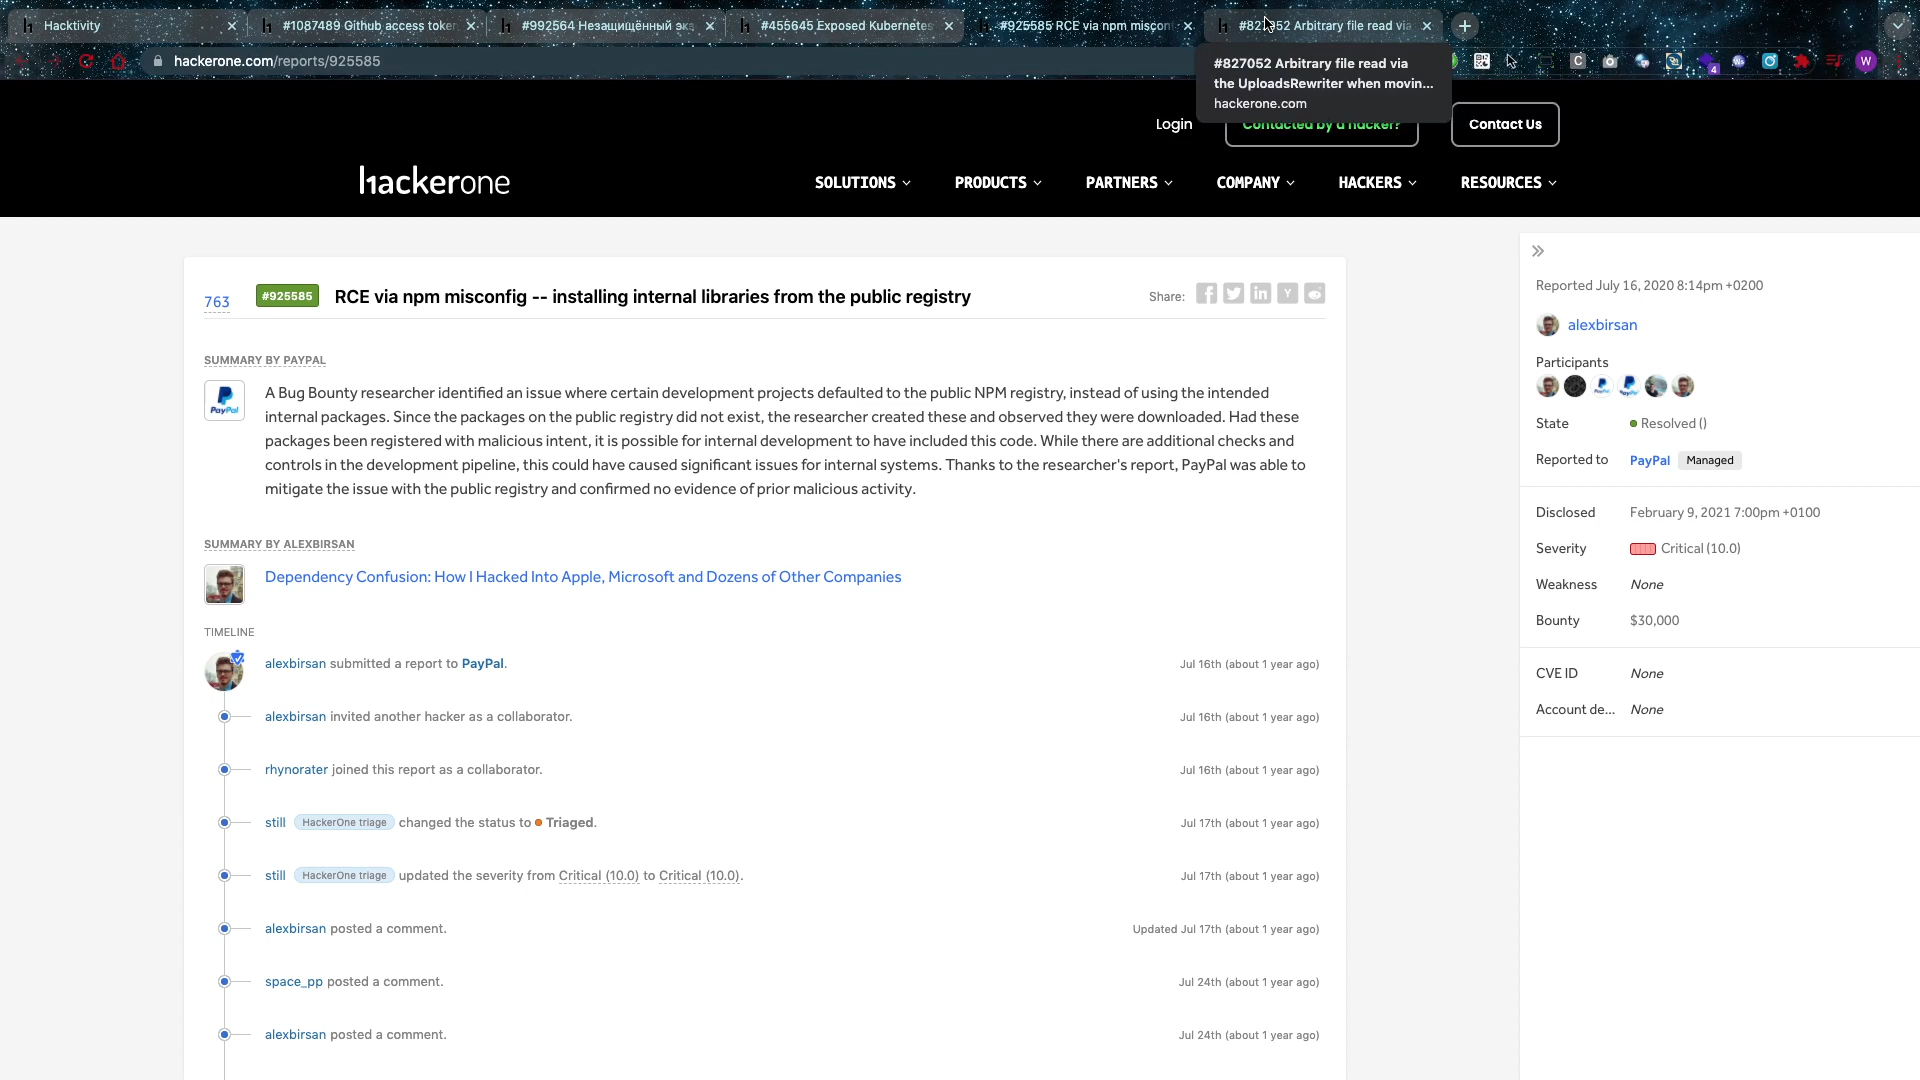 Hacktivity
#1087489 Github access token
#992564 Незащищённый экз
#455645 Exposed Kubernetes
#925585 RCE via npm miscon
#827052 Arbitrary file read via
hackerone.com/reports/925585
C
4
W
#827052 Arbitrary file read via
the UploadsRewriter when movin...
hackerone.com
Login
Contacted by a hacker?
Contact Us
hackerone
SOLUTIONS
PRODUCTS
PARTNERS
COMPANY
HACKERS
RESOURCES
763
#925585
RCE via npm misconfig -- installing internal libraries from the public registry
Share:
SUMMARY BY PAYPAL
PayPal
A Bug Bounty researcher identified an issue where certain development projects defaulted to the public NPM registry, instead of using the intended
internal packages. Since the packages on the public registry did not exist, the researcher created these and observed they were downloaded. Had these
packages been registered with malicious intent, it is possible for internal development to have included this code. While there are additional checks and
controls in the development pipeline, this could have caused significant issues for internal systems. Thanks to the researcher's report, PayPal was able to
mitigate the issue with the public registry and confirmed no evidence of prior malicious activity.
SUMMARY BY ALEXBIRSAN
Dependency Confusion: How I Hacked Into Apple, Microsoft and Dozens of Other Companies
TIMELINE
alexbirsan submitted a report to PayPal. Jul 16th (about 1 year ago)
alexbirsan invited another hacker as a collaborator. Jul 16th (about 1 year ago)
rhynorater joined this report as a collaborator. Jul 16th (about 1 year ago)
still HackerOne triage changed the status to Triaged. Jul 17th (about 1 year ago)
still HackerOne triage updated the severity from Critical (10.0) to Critical (10.0). Jul 17th (about 1 year ago)
alexbirsan posted a comment. Updated Jul 17th (about 1 year ago)
space_pp posted a comment. Jul 24th (about 1 year ago)
alexbirsan posted a comment. Jul 24th (about 1 year ago)
Reported July 16, 2020 8:14pm +0200
alexbirsan
Participants
State Resolved ()
Reported to PayPal Managed
Disclosed February 9, 2021 7:00pm +0100
Severity Critical (10.0)
Weakness None
Bounty $30,000
CVE ID None
Account de... None